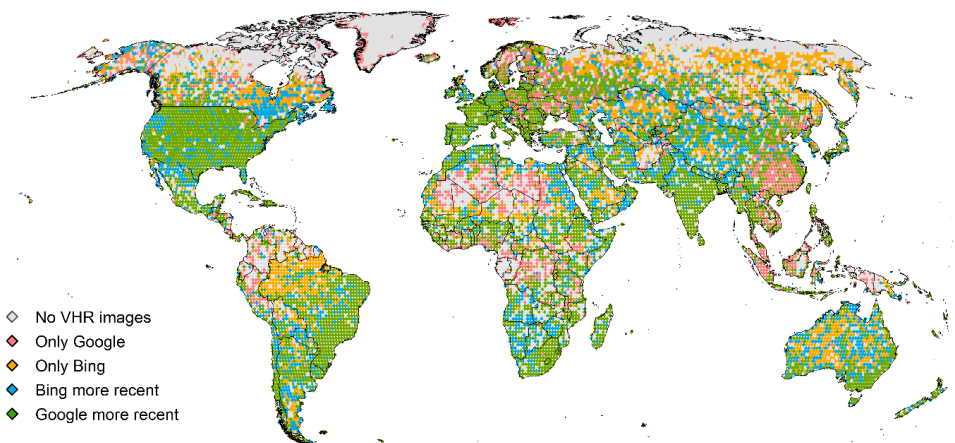 No VHR images
Only Google
Only Bing
Bing more recent
Google more recent